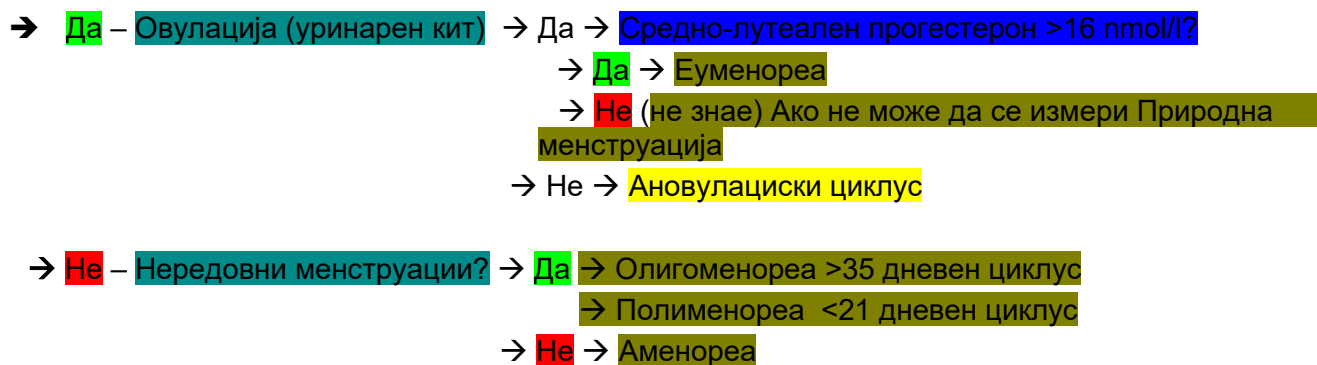 → Да – Овулација (уринарен кит) → Да → Средно-лутеален прогестерон >16 nmol/l?
→ Да → Еуменореа
→ Не (не знае) Ако не може да се измери Природна
менструација
→ Не → Ановулациски циклус
→ Не – Нередовни менструации? → Да → Олигоменореа >35 дневен циклус
→ Полименореа <21 дневен циклус
→ Не → Аменореа